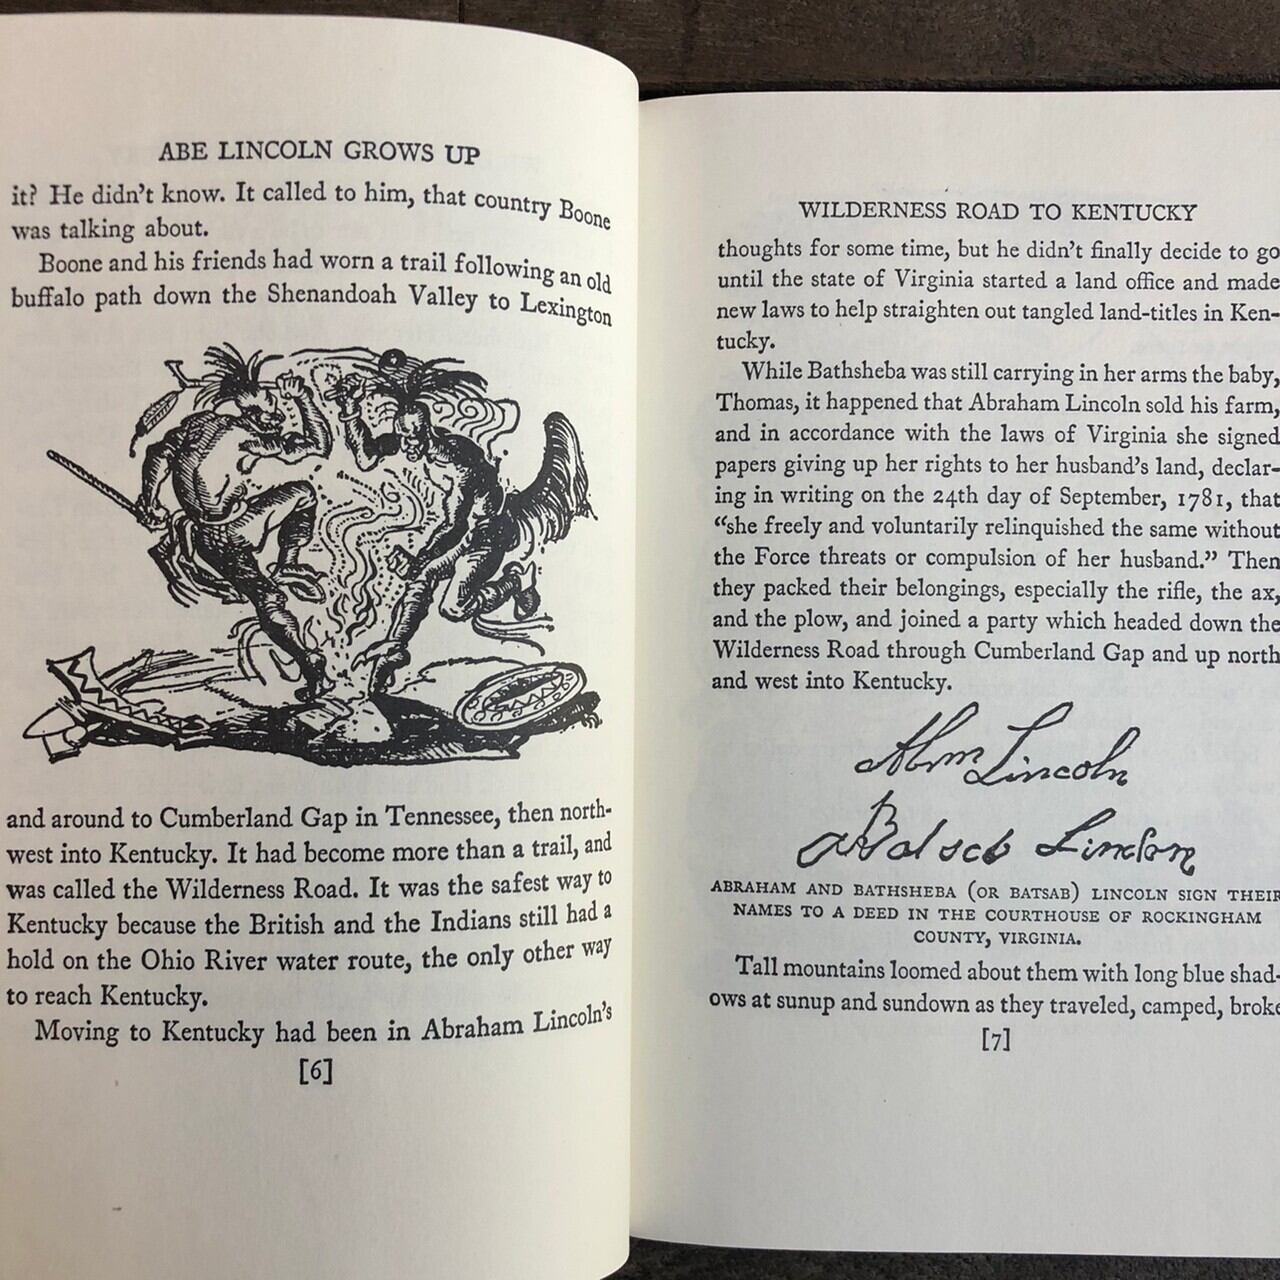 ABE LINCOLN GROWS UP
it? He didn't know. It called to him, that country Boone
was talking about.
Boone and his friends had worn a trail following an old
buffalo path down the Shenandoah Valley to Lexington
and around to Cumberland Gap in Tennessee, then north-
west into Kentucky. It had become more than a trail, and
was called the Wilderness Road. It was the safest way to
Kentucky because the British and the Indians still had a
hold on the Ohio River water route, the only other way
to reach Kentucky.
Moving to Kentucky had been in Abraham Lincoln's
[6]
WILDERNESS ROAD TO KENTUCKY
thoughts for some time, but he didn't finally decide to go
until the state of Virginia started a land office and made
new laws to help straighten out tangled land-titles in Ken-
tucky.
While Bathsheba was still carrying in her arms the baby,
Thomas, it happened that Abraham Lincoln sold his farm,
and in accordance with the laws of Virginia she signed
papers giving up her rights to her husband's land, declar-
ing in writing on the 24th day of September, 1781, that
"she freely and voluntarily relinquished the same without
the Force threats or compulsion of her husband." Then
they packed their belongings, especially the rifle, the ax,
and the plow, and joined a party which headed down the
Wilderness Road through Cumberland Gap and up north
and west into Kentucky.
Lincoln
Lincoln
ABRAHAM AND BATHSHEBA (OR BATSAB) LINCOLN SIGN THEIR
NAMES TO A DEED IN THE COURTHOUSE OF ROCKINGHAM
COUNTY, VIRGINIA.
Tall mountains loomed about them with long blue shad-
ows at sunup and sundown as they traveled, camped, broke
[7]